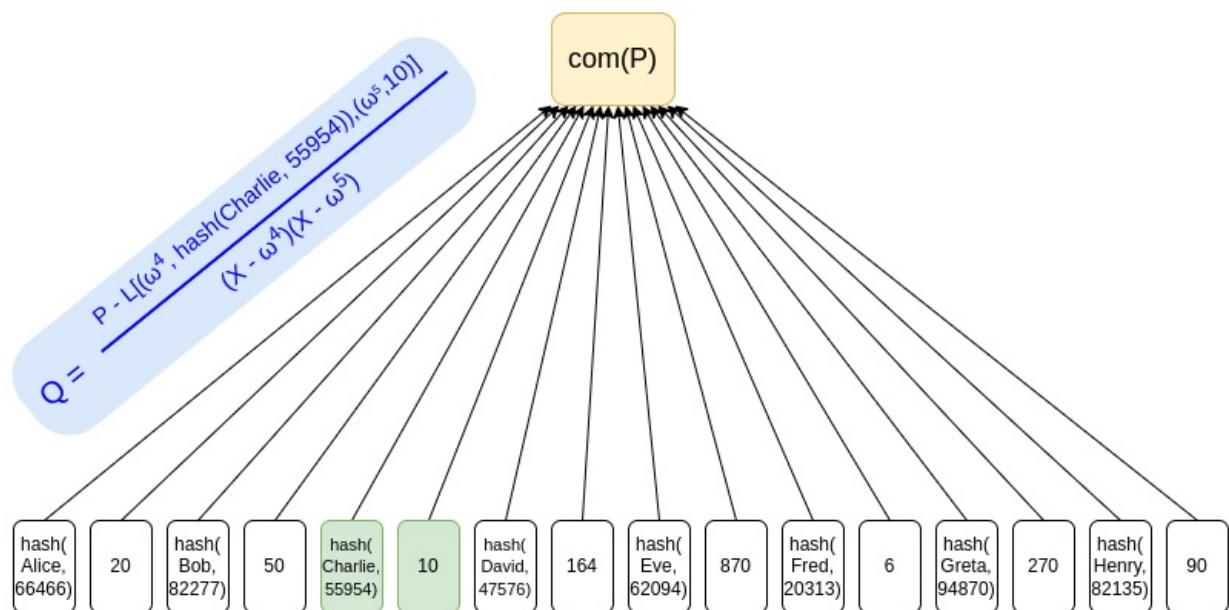 com(P)
Q =
P - L[(ω⁴, hash(Charlie, 55954)),(ω⁵,10)]
(X - ω⁴)(X - ω⁵)
hash(
Alice,
66466)
20
hash(
Bob,
82277)
50
hash(
Charlie,
55954)
10
hash(
David,
47576)
164
hash(
Eve,
62094)
870
hash(
Fred,
20313)
6
hash(
Greta,
94870)
270
hash(
Henry,
82135)
90